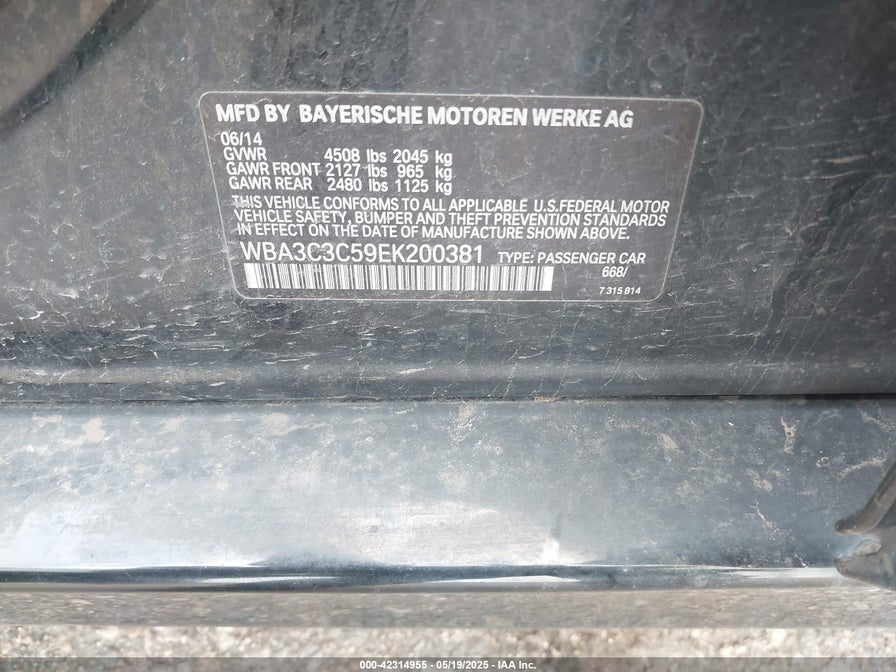 MFD BY BAYERISCHE MOTOREN WERKE AG
06/14
GVWR 4508 lbs 2045 kg
GAWR FRONT 2127 lbs 965 kg
GAWR REAR 2480 lbs 1125 kg
THIS VEHICLE CONFORMS TO ALL APPLICABLE U.S.FEDERAL MOTOR
VEHICLE SAFETY, BUMPER AND THEFT PREVENTION STANDARDS
IN EFFECT ON THE DATE OF MANUFACTURE SHOWN ABOVE.
WBA3C3C59EK200381 TYPE: PASSENGER CAR
668/
7 315 814
000-42314955 - 05/19/2025 - IAA Inc.